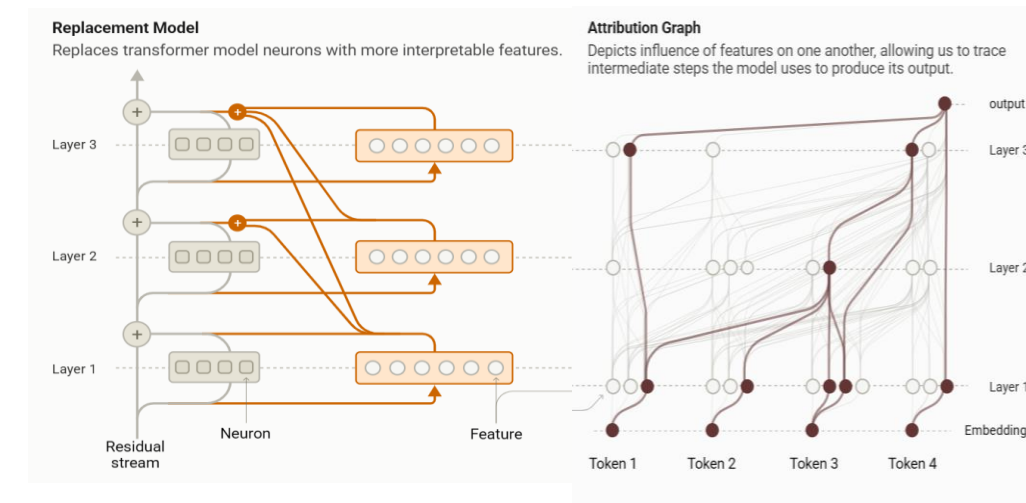 Replacement Model
Replaces transformer model neurons with more interpretable features.
Layer 3
Layer 2
Layer 1
Residual
stream
Neuron
Feature
Attribution Graph
Depicts influence of features on one another, allowing us to trace
intermediate steps the model uses to produce its output.
output
Layer 3
Layer 2
Layer 1
Embedding
Token 1
Token 2
Token 3
Token 4